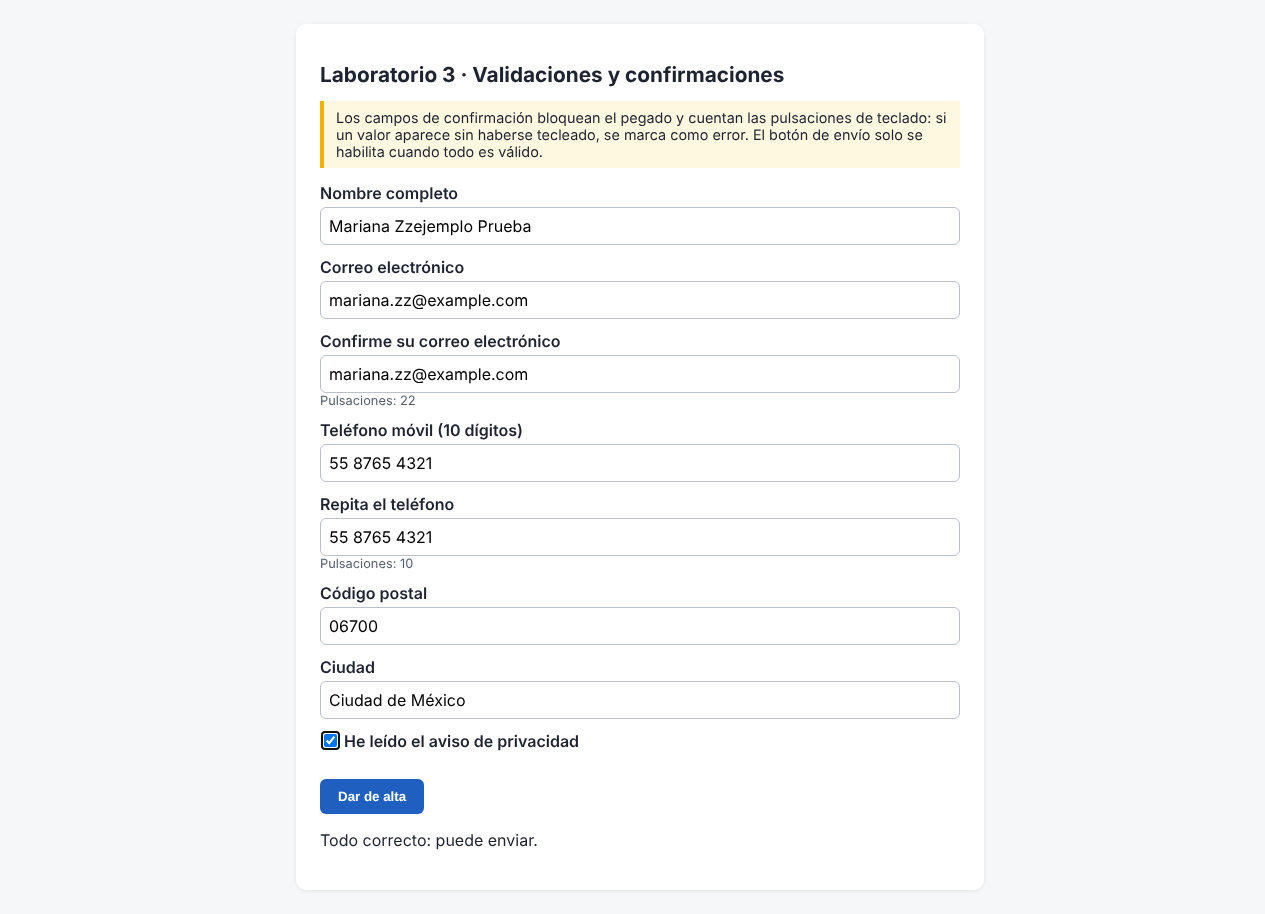 Laboratorio 3 · Validaciones y confirmaciones
Los campos de confirmación bloquean el pegado y cuentan las pulsaciones de teclado: si
un valor aparece sin haberse tecleado, se marca como error. El botón de envío solo se
habilita cuando todo es válido.
Nombre completo
Mariana Zzejemplo Prueba
Correo electrónico
mariana.zz@example.com
Confirme su correo electrónico
mariana.zz@example.com
Pulsaciones: 22
Teléfono móvil (10 dígitos)
55 8765 4321
Repita el teléfono
55 8765 4321
Pulsaciones: 10
Código postal
06700
Ciudad
Ciudad de México
He leído el aviso de privacidad
Dar de alta
Todo correcto: puede enviar.